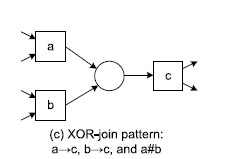 a
c
b
(c) XOR-join pattern:
a→c, b→c, and a#b